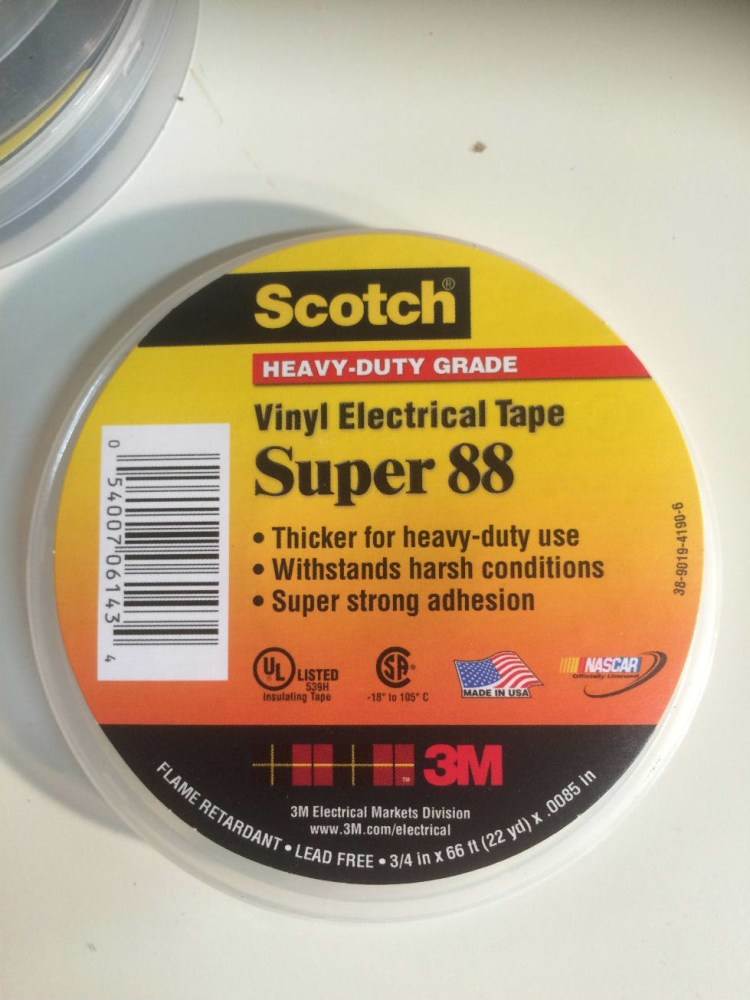 Scotch®
HEAVY-DUTY GRADE
Vinyl Electrical Tape
Super 88
• Thicker for heavy-duty use
• Withstands harsh conditions
• Super strong adhesion
0 54007 06143 4
38-9019-4190-6
UL LISTED
539H
Insulating Tape
SA®
-18° to 105° C
MADE IN USA
NASCAR
Officially Licensed
3M
TM
3M Electrical Markets Division
www.3M.com/electrical
FLAME RETARDANT • LEAD FREE • 3/4 in x 66 ft (22 yd) x .0085 in